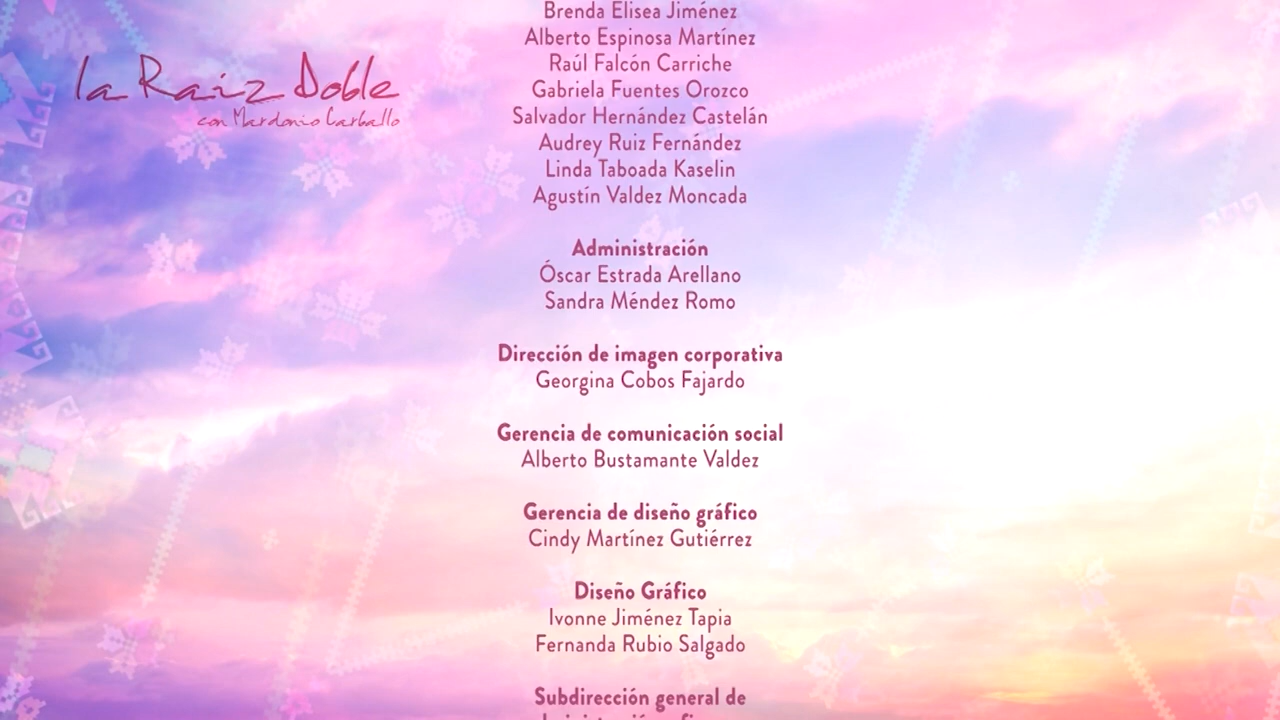 la Raíz Doble
con Mardonio Carballo
Brenda Elisea Jiménez
Alberto Espinosa Martínez
Raúl Falcón Carriche
Gabriela Fuentes Orozco
Salvador Hernández Castelán
Audrey Ruiz Fernández
Linda Taboada Kaselin
Agustín Valdez Moncada
Administración
Óscar Estrada Arellano
Sandra Méndez Romo
Dirección de imagen corporativa
Georgina Cobos Fajardo
Gerencia de comunicación social
Alberto Bustamante Valdez
Gerencia de diseño gráfico
Cindy Martínez Gutiérrez
Diseño Gráfico
Ivonne Jiménez Tapia
Fernanda Rubio Salgado
Subdirección general de